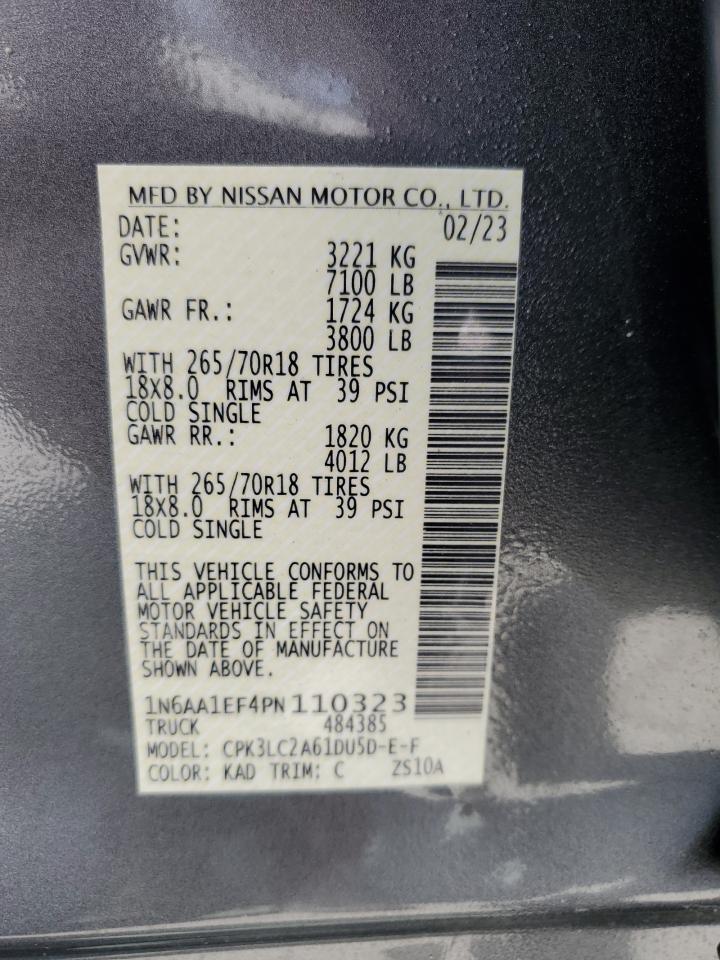 MFD BY NISSAN MOTOR CO., LTD.
DATE: 02/23
GVWR: 3221 KG
7100 LB
GAWR FR.: 1724 KG
3800 LB
WITH 265/70R18 TIRES
18X8.0 RIMS AT 39 PSI
COLD SINGLE
GAWR RR.: 1820 KG
4012 LB
WITH 265/70R18 TIRES
18X8.0 RIMS AT 39 PSI
COLD SINGLE
THIS VEHICLE CONFORMS TO
ALL APPLICABLE FEDERAL
MOTOR VEHICLE SAFETY
STANDARDS IN EFFECT ON
THE DATE OF MANUFACTURE
SHOWN ABOVE.
1N6AA1EF4PN110323
TRUCK 484385
MODEL: CPK3LC2A61DU5D-E-F
COLOR: KAD TRIM: C ZS10A